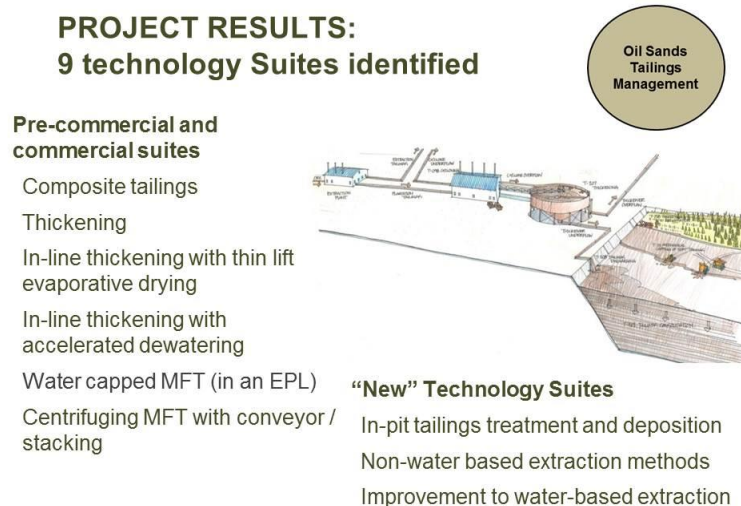 PROJECT RESULTS:
9 technology Suites identified
Oil Sands
Tailings
Management
Pre-commercial and
commercial suites
Composite tailings
Thickening
In-line thickening with thin lift
evaporative drying
In-line thickening with
accelerated dewatering
Water capped MFT (in an EPL)
Centrifuging MFT with conveyor /
stacking
"New" Technology Suites
In-pit tailings treatment and deposition
Non-water based extraction methods
Improvement to water-based extraction